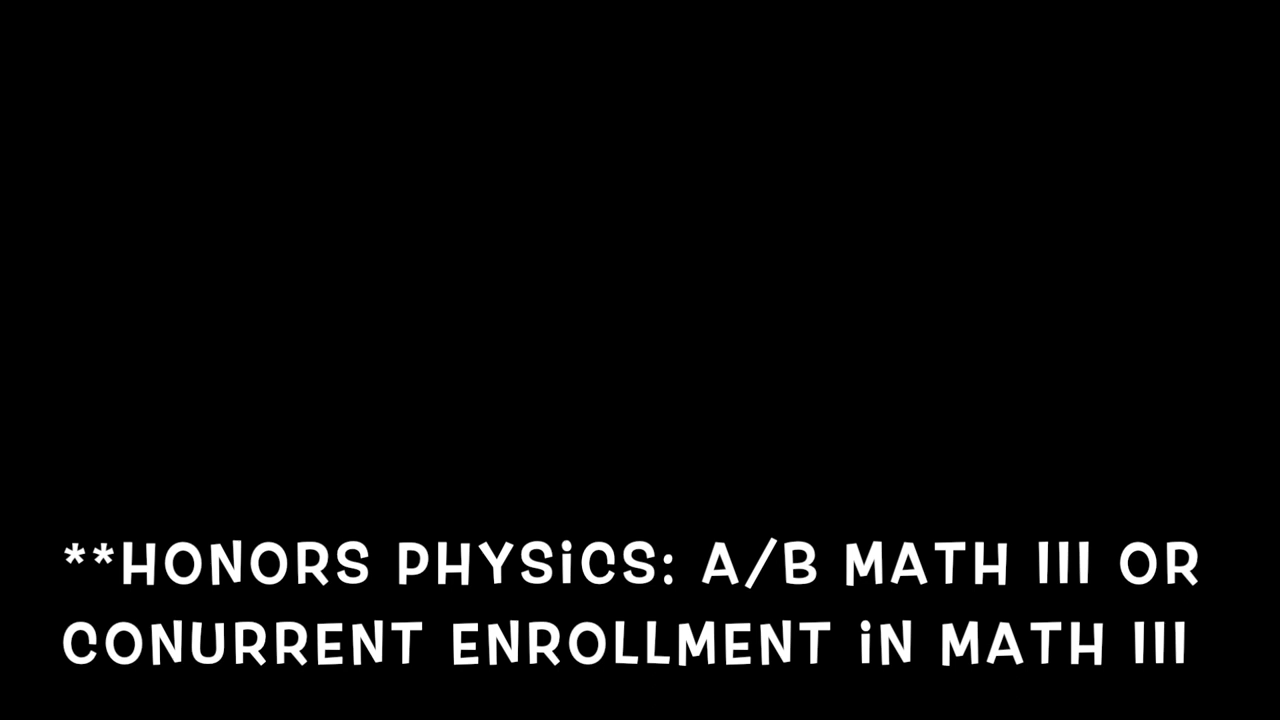 **HONORS PHYSiCS: A/B MATH III OR
CONURRENT ENROLLMENT iN MATH III